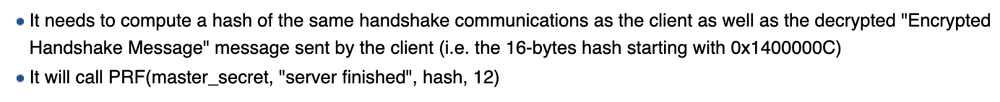 • It needs to compute a hash of the same handshake communications as the client as well as the decrypted "Encrypted
Handshake Message" message sent by the client (i.e. the 16-bytes hash starting with 0x1400000C)
• It will call PRF(master_secret, "server finished", hash, 12)